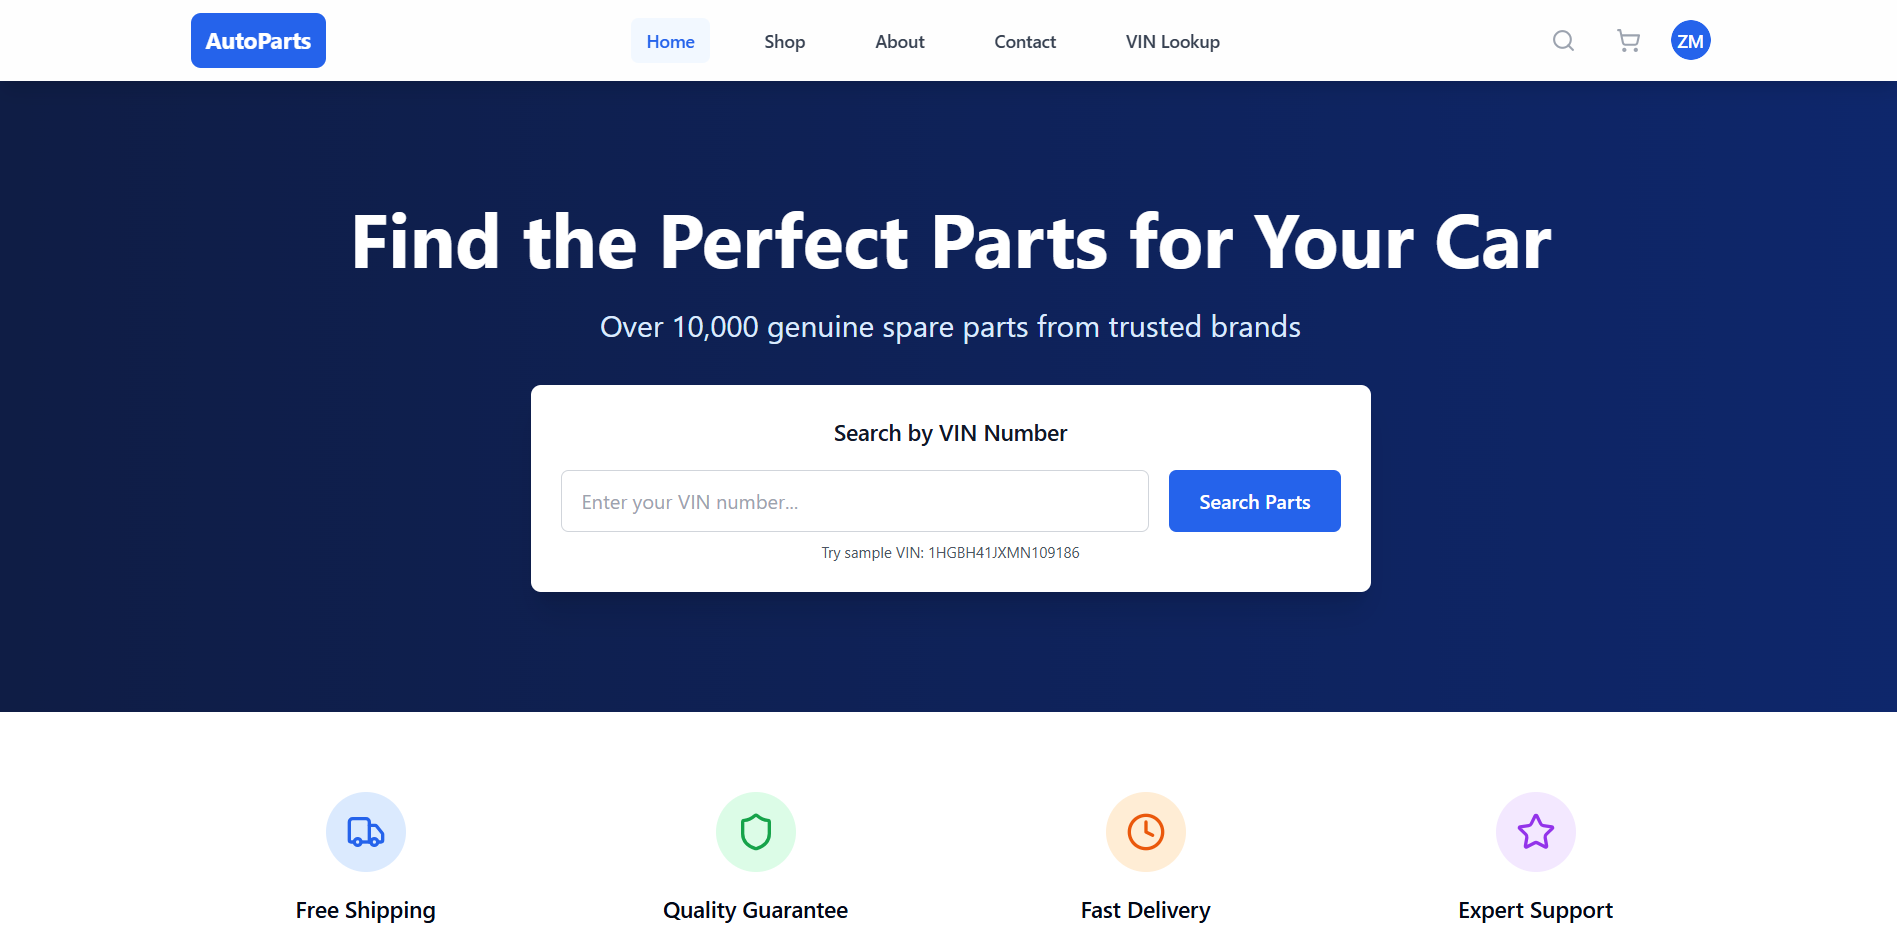 AutoParts
Home
Shop
About
Contact
VIN Lookup
ZM
Find the Perfect Parts for Your Car
Over 10,000 genuine spare parts from trusted brands
Search by VIN Number
Enter your VIN number...
Search Parts
Try sample VIN: 1HGBH41JXMN109186
Free Shipping
Quality Guarantee
Fast Delivery
Expert Support